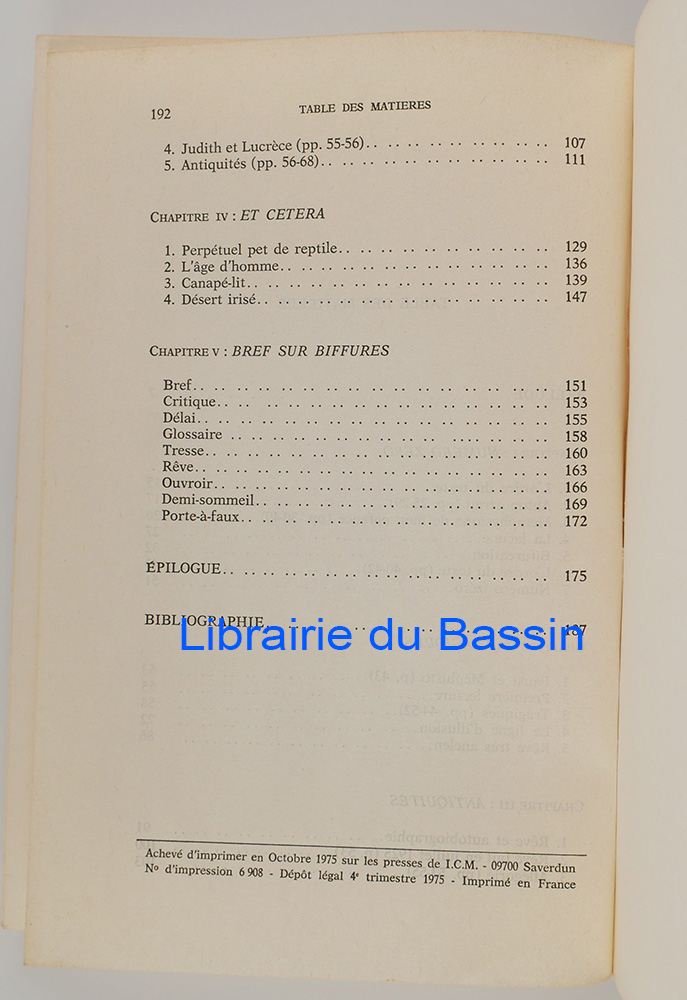 192 TABLE DES MATIERES
4. Judith et Lucrèce (pp. 55-56) 107
5. Antiquités (pp. 56-68) 111
CHAPITRE IV : ET CETERA
1. Perpétuel pet de reptile 129
2. L'âge d'homme 136
3. Canapé-lit 139
4. Désert irisé 147
CHAPITRE V : BREF SUR BIFFURES
Bref 151
Critique 153
Délai 155
Glossaire 158
Tresse 160
Rêve 163
Ouvroir 166
Demi-sommeil 169
Porte-à-faux 172
ÉPILOGUE 175
BIBLIOGRAPHIE 187
Librairie du Bassin
Achevé d'imprimer en Octobre 1975 sur les presses de I.C.M. - 09700 Saverdun
N° d'impression 6 908 - Dépôt légal 4e trimestre 1975 - Imprimé en France